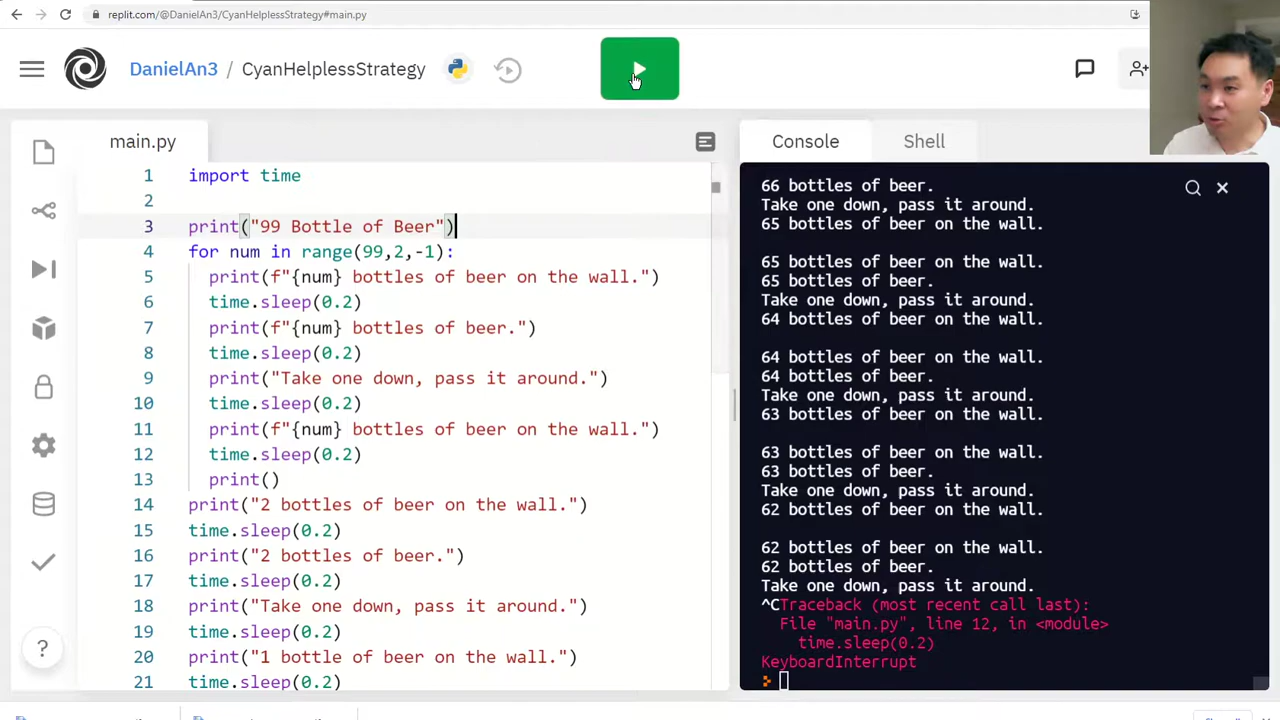 replit.com/@DanielAn3/CyanHelplessStrategy#main.py
DanielAn3 / CyanHelplessStrategy
main.py
1 import time
2
3 print("99 Bottle of Beer")
4 for num in range(99,2,-1):
5 print(f"{num} bottles of beer on the wall.")
6 time.sleep(0.2)
7 print(f"{num} bottles of beer.")
8 time.sleep(0.2)
9 print("Take one down, pass it around.")
10 time.sleep(0.2)
11 print(f"{num} bottles of beer on the wall.")
12 time.sleep(0.2)
13 print()
14 print("2 bottles of beer on the wall.")
15 time.sleep(0.2)
16 print("2 bottles of beer.")
17 time.sleep(0.2)
18 print("Take one down, pass it around.")
19 time.sleep(0.2)
20 print("1 bottle of beer on the wall.")
21 time.sleep(0.2)
?
Console Shell
66 bottles of beer.
Take one down, pass it around.
65 bottles of beer on the wall.
65 bottles of beer on the wall.
65 bottles of beer.
Take one down, pass it around.
64 bottles of beer on the wall.
64 bottles of beer on the wall.
64 bottles of beer.
Take one down, pass it around.
63 bottles of beer on the wall.
63 bottles of beer on the wall.
63 bottles of beer.
Take one down, pass it around.
62 bottles of beer on the wall.
62 bottles of beer on the wall.
62 bottles of beer.
Take one down, pass it around.
^CTraceback (most recent call last):
File "main.py", line 12, in <module>
time.sleep(0.2)
KeyboardInterrupt